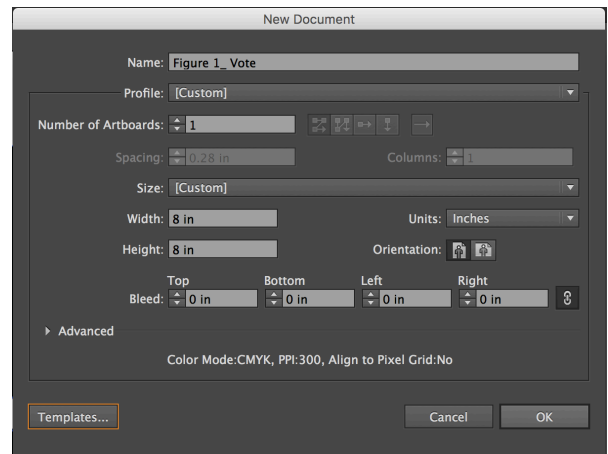 New Document
Name: Figure 1_ Vote
Profile: [Custom]
Number of Artboards: 1
Spacing: 0.28 in Columns: 1
Size: [Custom]
Width: 8 in Units: Inches
Height: 8 in Orientation:
Top Bottom Left Right
Bleed: 0 in 0 in 0 in 0 in
Advanced
Color Mode:CMYK, PPI:300, Align to Pixel Grid:No
Templates... Cancel OK